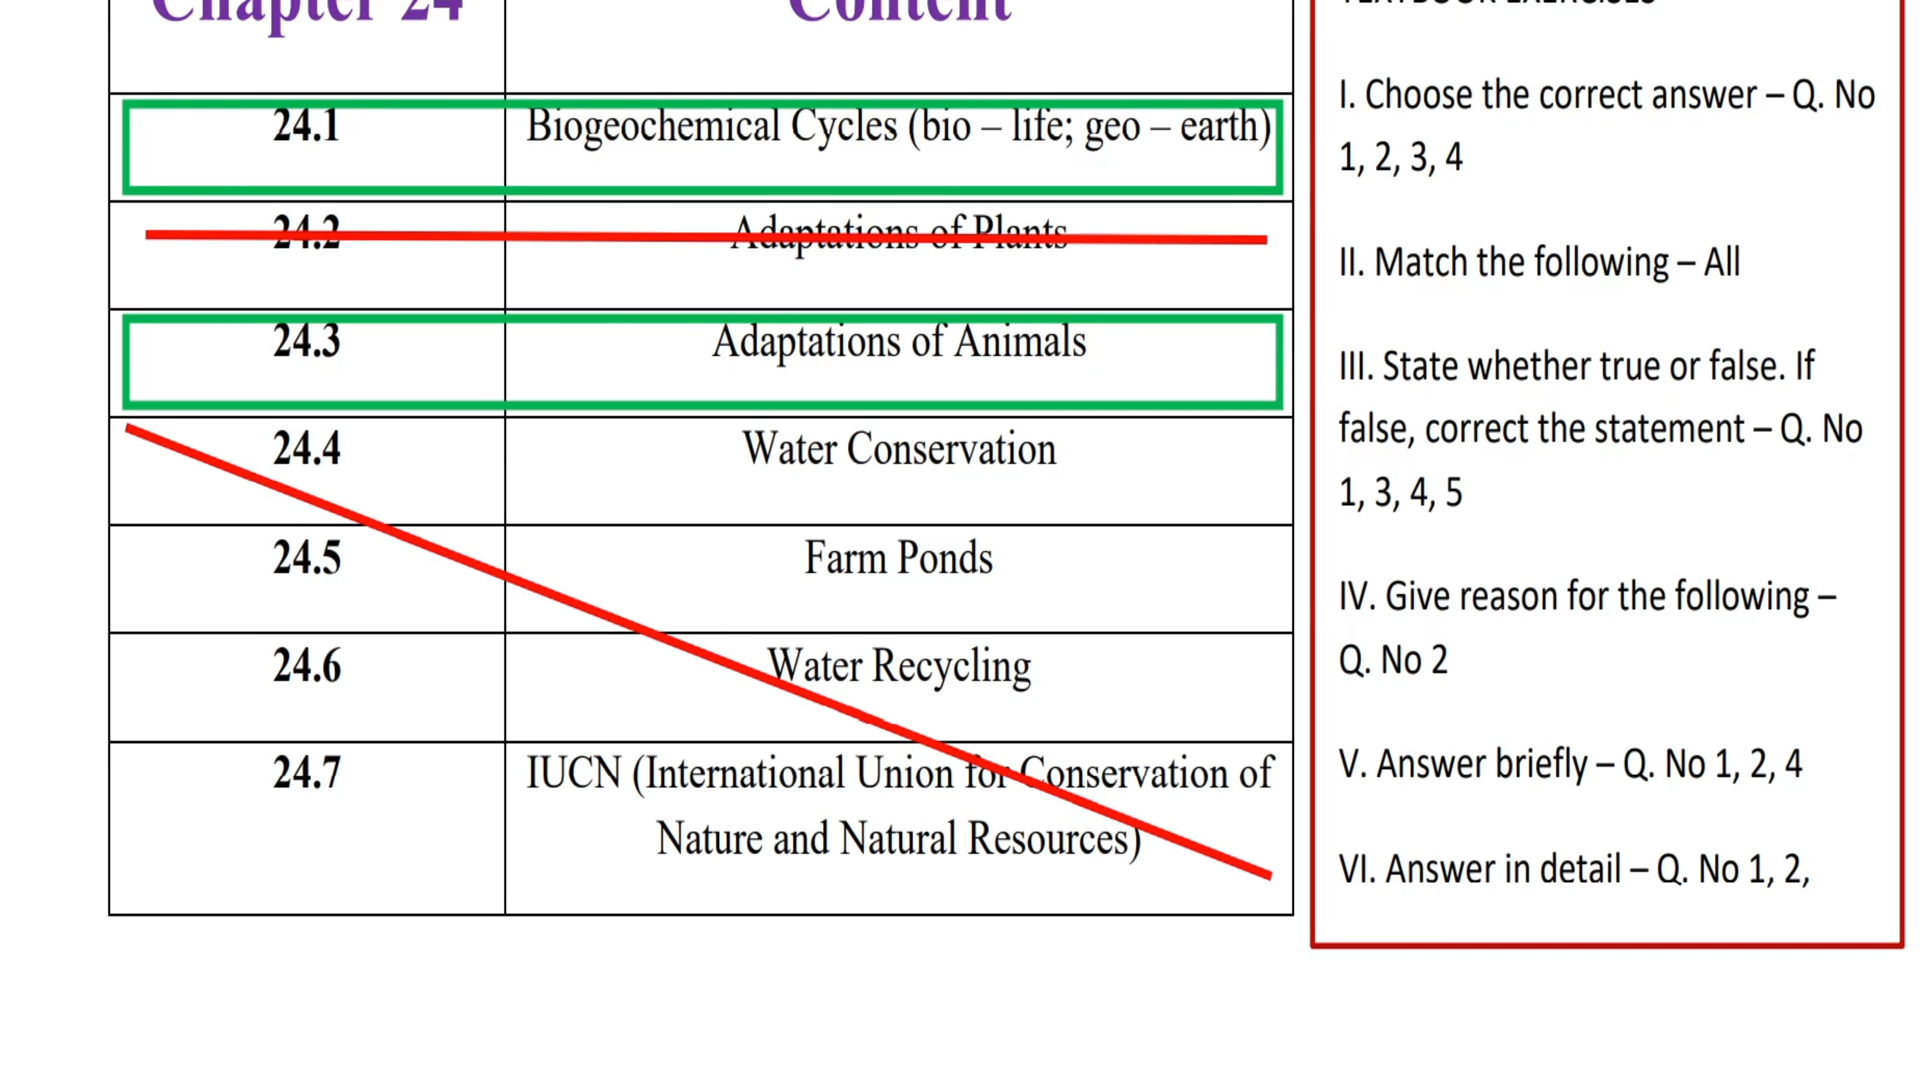 Chapter 24 Content
24.1 Biogeochemical Cycles (bio – life; geo – earth)
24.2 Adaptations of Plants
24.3 Adaptations of Animals
24.4 Water Conservation
24.5 Farm Ponds
24.6 Water Recycling
24.7 IUCN (International Union for Conservation of
Nature and Natural Resources)
TEXTBOOK EXERCISES
I. Choose the correct answer – Q. No
1, 2, 3, 4
II. Match the following – All
III. State whether true or false. If
false, correct the statement – Q. No
1, 3, 4, 5
IV. Give reason for the following –
Q. No 2
V. Answer briefly – Q. No 1, 2, 4
VI. Answer in detail – Q. No 1, 2,